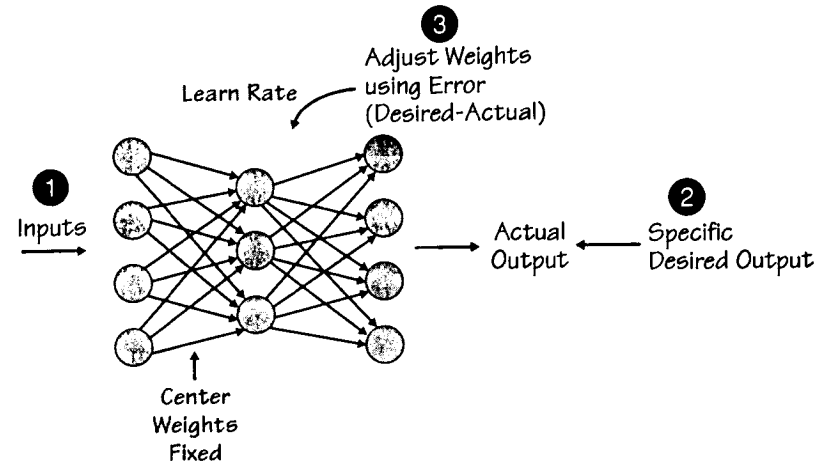 3
Adjust Weights
using Error
(Desired-Actual)
Learn Rate
1
Inputs
2
Specific
Desired Output
Actual
Output
Center
Weights
Fixed